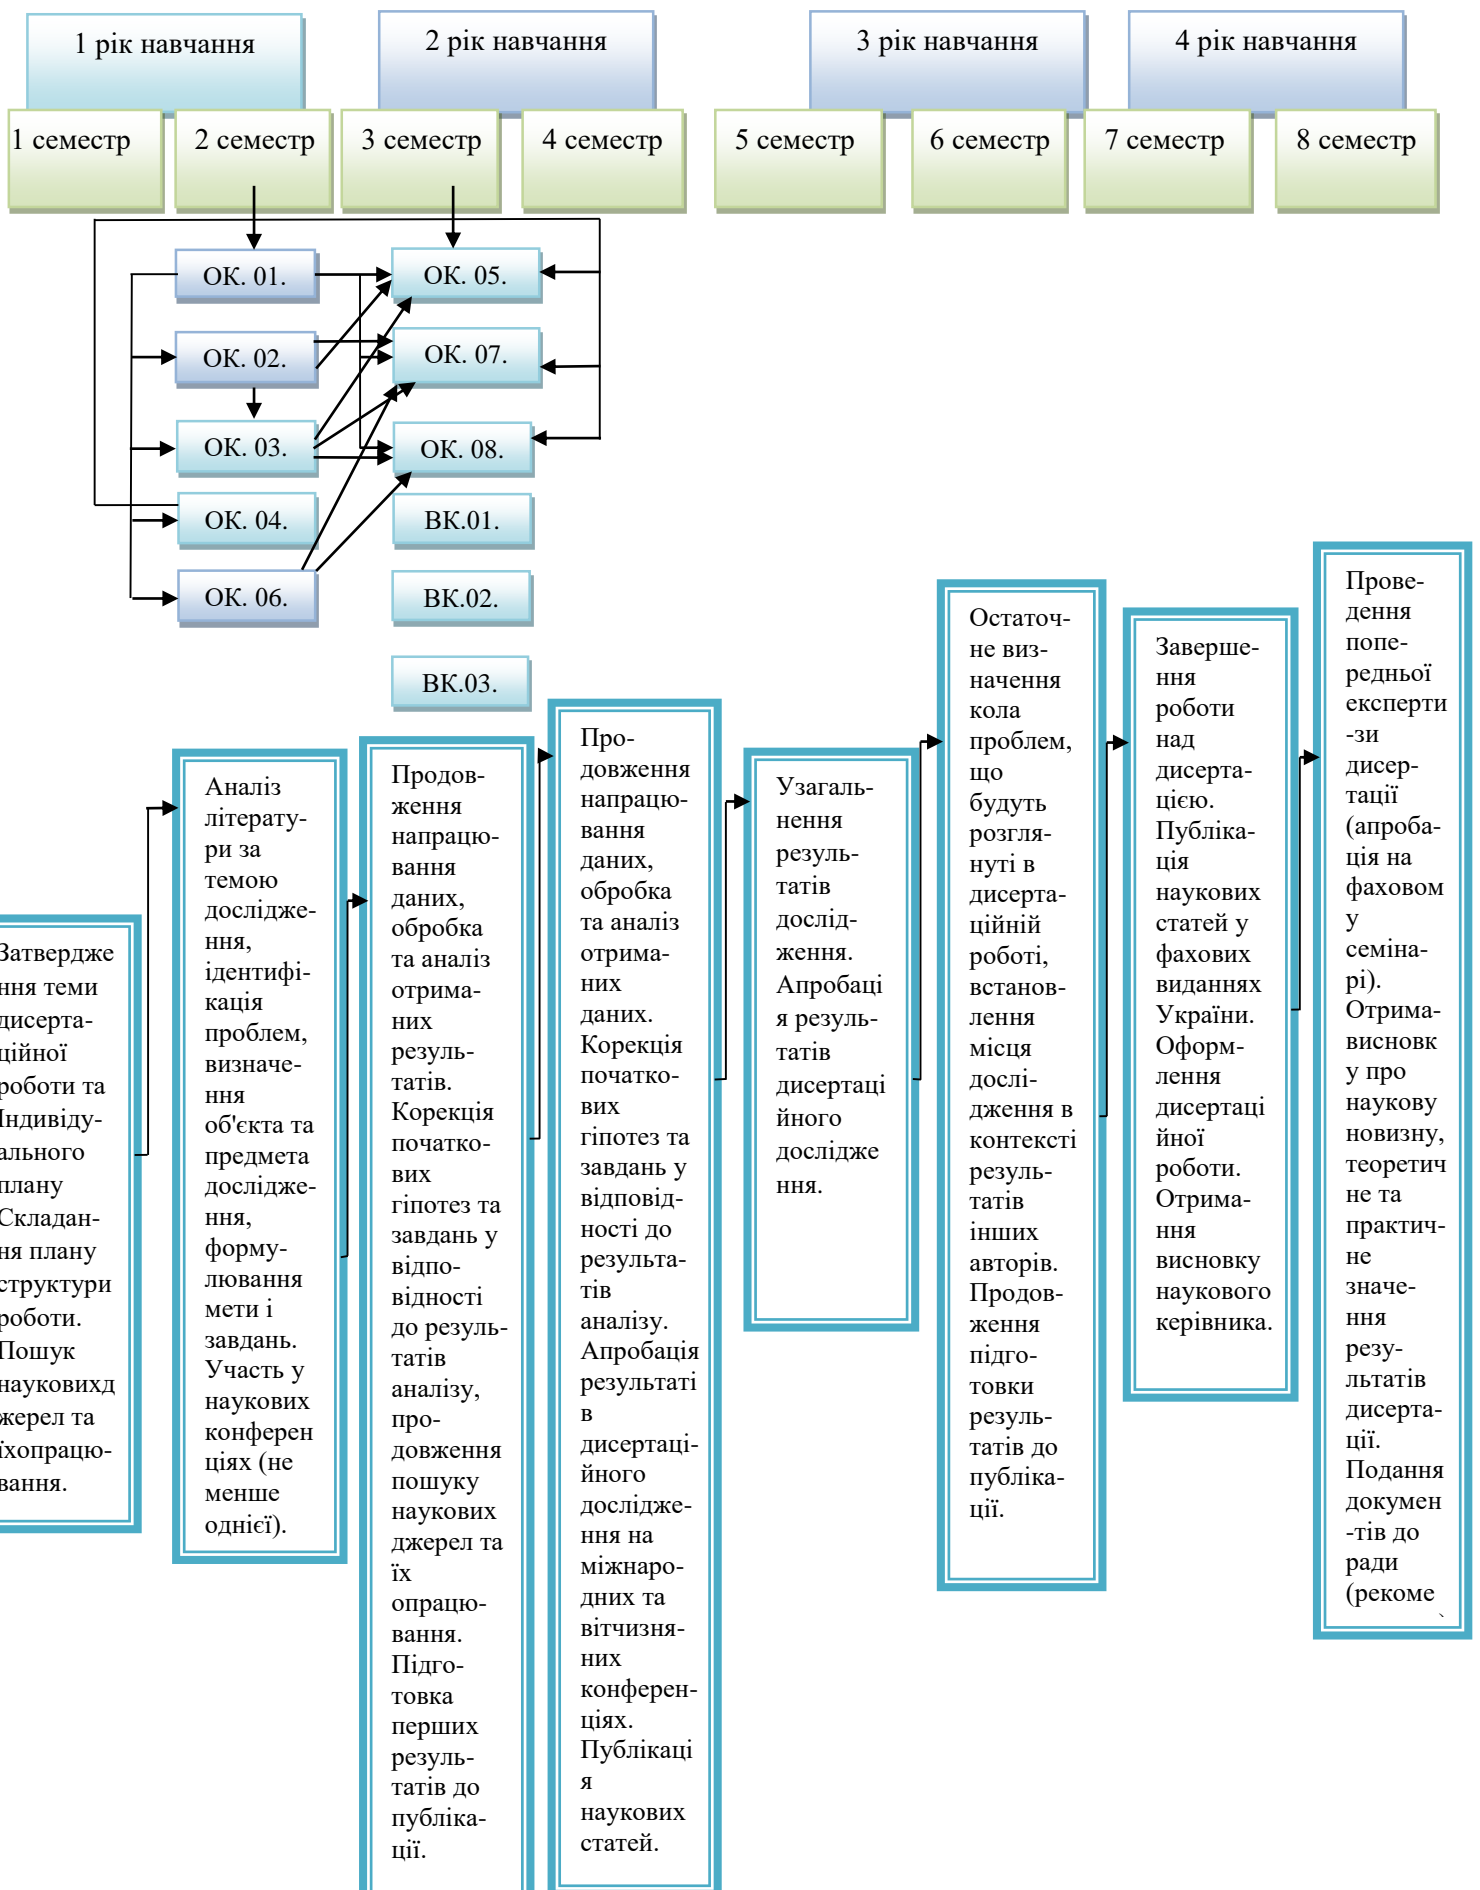 1 рік навчання
2 рік навчання
3 рік навчання
4 рік навчання
1 семестр
2 семестр
3 семестр
4 семестр
5 семестр
6 семестр
7 семестр
8 семестр
ОК. 01.
ОК. 05.
ОК. 02.
ОК. 07.
ОК. 03.
ОК. 08.
ОК. 04.
ВК.01.
ОК. 06.
ВК.02.
ВК.03.
Затвердже
ння теми
дисерта-
ційної
роботи та
Індивіду-
ального
плану
Складан-
ня плану
структури
роботи.
Пошук
науковихд
жерел та
їхопрацю-
вання.
Аналіз
літерату-
ри за
темою
дослідже-
ння,
ідентифі-
кація
проблем,
визначе-
ння
об'єкта та
предмета
дослідже-
ння,
форму-
лювання
мети і
завдань.
Участь у
наукових
конферен
ціях (не
менше
однієї).
Продов-
ження
напрацю-
вання
даних,
обробка
та аналіз
отрима-
них
резуль-
татів.
Корекція
початко-
вих
гіпотез та
завдань у
відпо-
відності
до резуль-
татів
аналізу,
про-
довження
пошуку
наукових
джерел та
їх
опрацю-
вання.
Підго-
товка
перших
резуль-
татів до
публіка-
ції.
Про-
довження
напрацю-
вання
даних,
обробка
та аналіз
отрима-
них
даних.
Корекція
початко-
вих
гіпотез та
завдань у
відповід-
ності до
результа-
тів
аналізу.
Апробація
результаті
в
дисертаці-
йного
дослідже-
ння на
міжнаро-
дних та
вітчизня-
них
конферен-
ціях.
Публікаці
я
наукових
статей.
Узагаль-
нення
резуль-
татів
дослід-
ження.
Апробаці
я резуль-
татів
дисертаці
йного
дослідже
ння.
Остаточ-
не виз-
начення
кола
проблем,
що
будуть
розгля-
нуті в
дисерта-
ційній
роботі,
встанов-
лення
місця
дослі-
дження в
контексті
резуль-
татів
інших
авторів.
Продов-
ження
підго-
товки
резуль-
татів до
публіка-
ції.
Заверше-
ння
роботи
над
дисерта-
цією.
Публіка-
ція
наукових
статей у
фахових
виданнях
України.
Оформ-
лення
дисертаці
йної
роботи.
Отрима-
ння
висновку
наукового
керівника.
Прове-
дення
попе-
редньої
експерти
-зи
дисер-
тації
(апроба-
ція на
фаховом
у
семіна-
рі).
Отрима-
висновк
у про
наукову
новизну,
теоретич
не та
практич-
не
значе-
ння
резу-
льтатів
дисерта-
ції.
Подання
докумен
-тів до
ради
(рекоме